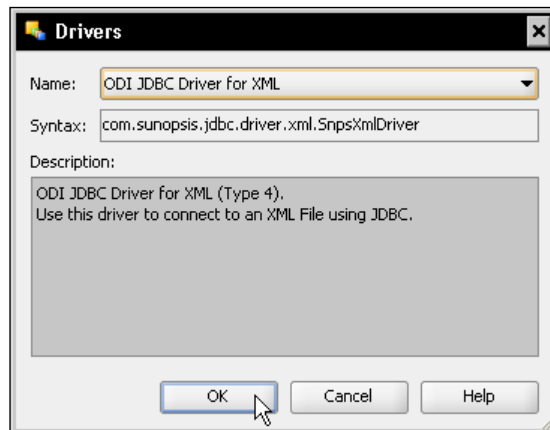 Drivers
Name: ODI JDBC Driver for XML
Syntax: com.sunopsis.jdbc.driver.xml.SnpsXmlDriver
Description:
ODI JDBC Driver for XML (Type 4).
Use this driver to connect to an XML File using JDBC.
OK Cancel Help